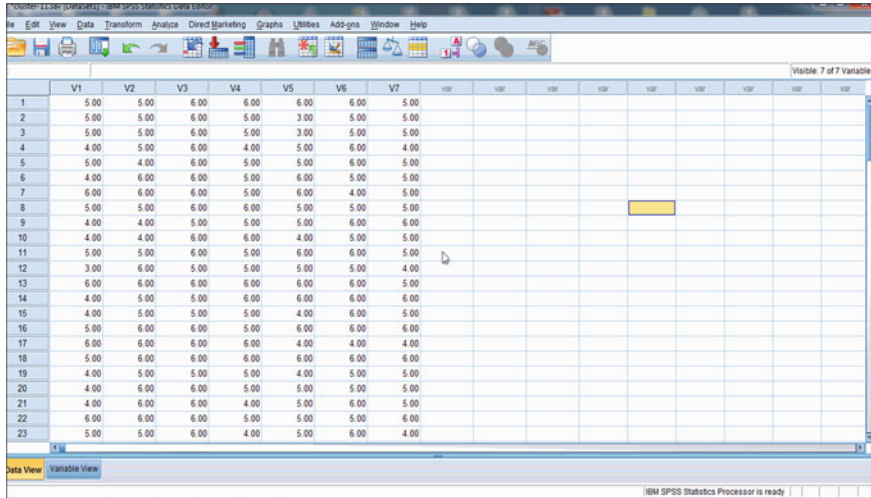 cluster-11.sav [DataSet1] - IBM SPSS Statistics Data Editor
ile Edit View Data Transform Analyze Direct Marketing Graphs Utilities Add-ons Window Help
Visible: 7 of 7 Variable
V1 V2 V3 V4 V5 V6 V7 var var var var var var var var
1 5.00 5.00 6.00 6.00 6.00 6.00 5.00
2 5.00 5.00 6.00 5.00 3.00 5.00 5.00
3 5.00 5.00 6.00 5.00 3.00 5.00 5.00
4 4.00 5.00 6.00 4.00 5.00 6.00 4.00
5 5.00 4.00 6.00 5.00 5.00 6.00 5.00
6 4.00 6.00 6.00 5.00 6.00 5.00 5.00
7 6.00 6.00 6.00 5.00 6.00 4.00 5.00
8 5.00 5.00 6.00 6.00 5.00 5.00 5.00
9 4.00 4.00 5.00 5.00 5.00 6.00 6.00
10 4.00 4.00 6.00 6.00 4.00 5.00 5.00
11 5.00 5.00 6.00 5.00 6.00 6.00 5.00
12 3.00 6.00 5.00 5.00 5.00 5.00 4.00
13 6.00 6.00 6.00 6.00 6.00 6.00 6.00
14 4.00 5.00 5.00 6.00 6.00 6.00 5.00
15 4.00 5.00 5.00 5.00 4.00 6.00 5.00
16 5.00 6.00 6.00 6.00 5.00 6.00 6.00
17 6.00 6.00 6.00 6.00 4.00 4.00 4.00
18 5.00 6.00 6.00 6.00 6.00 6.00 5.00
19 4.00 5.00 5.00 5.00 4.00 5.00 5.00
20 4.00 6.00 6.00 5.00 5.00 5.00 5.00
21 4.00 6.00 6.00 4.00 5.00 6.00 5.00
22 6.00 6.00 6.00 5.00 5.00 5.00 6.00
23 5.00 5.00 6.00 4.00 5.00 6.00 4.00
Data View Variable View
IBM SPSS Statistics Processor is ready